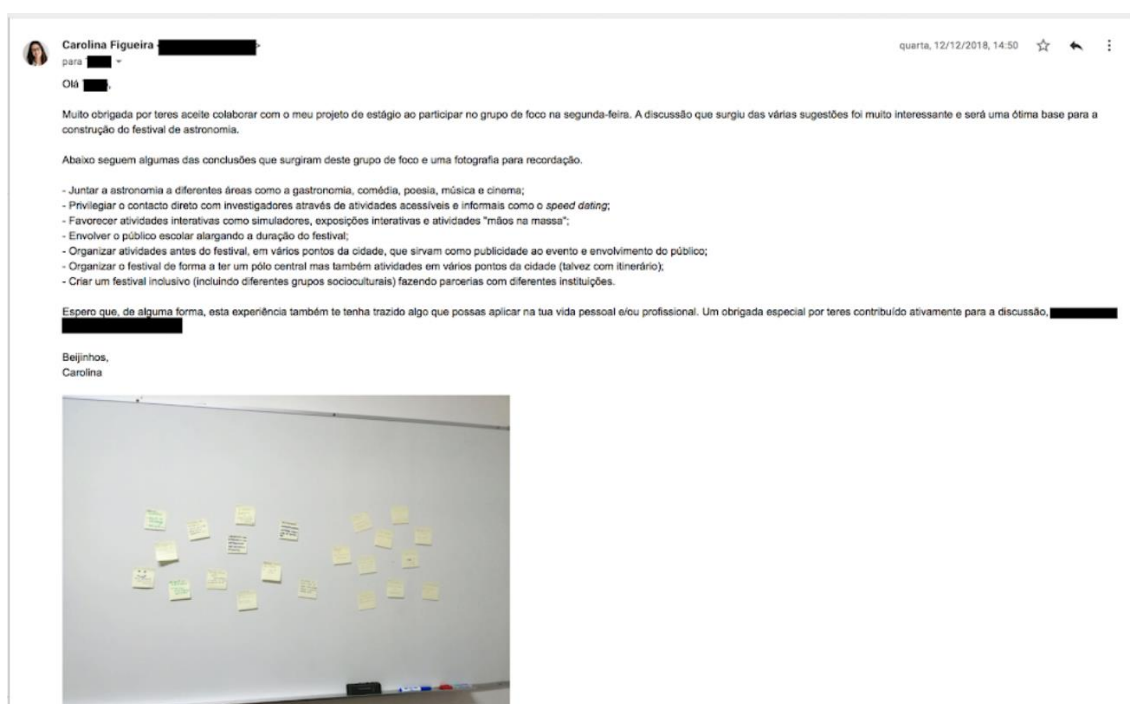 Carolina Figueira
quarta, 12/12/2018, 14:50
para
Olá
Muito obrigada por teres aceite colaborar com o meu projeto de estágio ao participar no grupo de foco na segunda-feira. A discussão que surgiu das várias sugestões foi muito interessante e será uma ótima base para a
construção do festival de astronomia.
Abaixo seguem algumas das conclusões que surgiram deste grupo de foco e uma fotografia para recordação.
- Juntar a astronomia a diferentes áreas como a gastronomia, comédia, poesia, música e cinema;
- Privilegiar o contacto direto com investigadores através de atividades acessíveis e informais como o speed dating;
- Favorecer atividades interativas como simuladores, exposições interativas e atividades "mãos na massa";
- Envolver o público escolar alargando a duração do festival;
- Organizar atividades antes do festival, em vários pontos da cidade, que sirvam como publicidade ao evento e envolvimento do público;
- Organizar o festival de forma a ter um pólo central mas também atividades em vários pontos da cidade (talvez com itinerário);
- Criar um festival inclusivo (incluindo diferentes grupos socioculturais) fazendo parcerias com diferentes instituições.
Espero que, de alguma forma, esta experiência também te tenha trazido algo que possas aplicar na tua vida pessoal e/ou profissional. Um obrigada especial por teres contribuído ativamente para a discussão,
Beijinhos,
Carolina